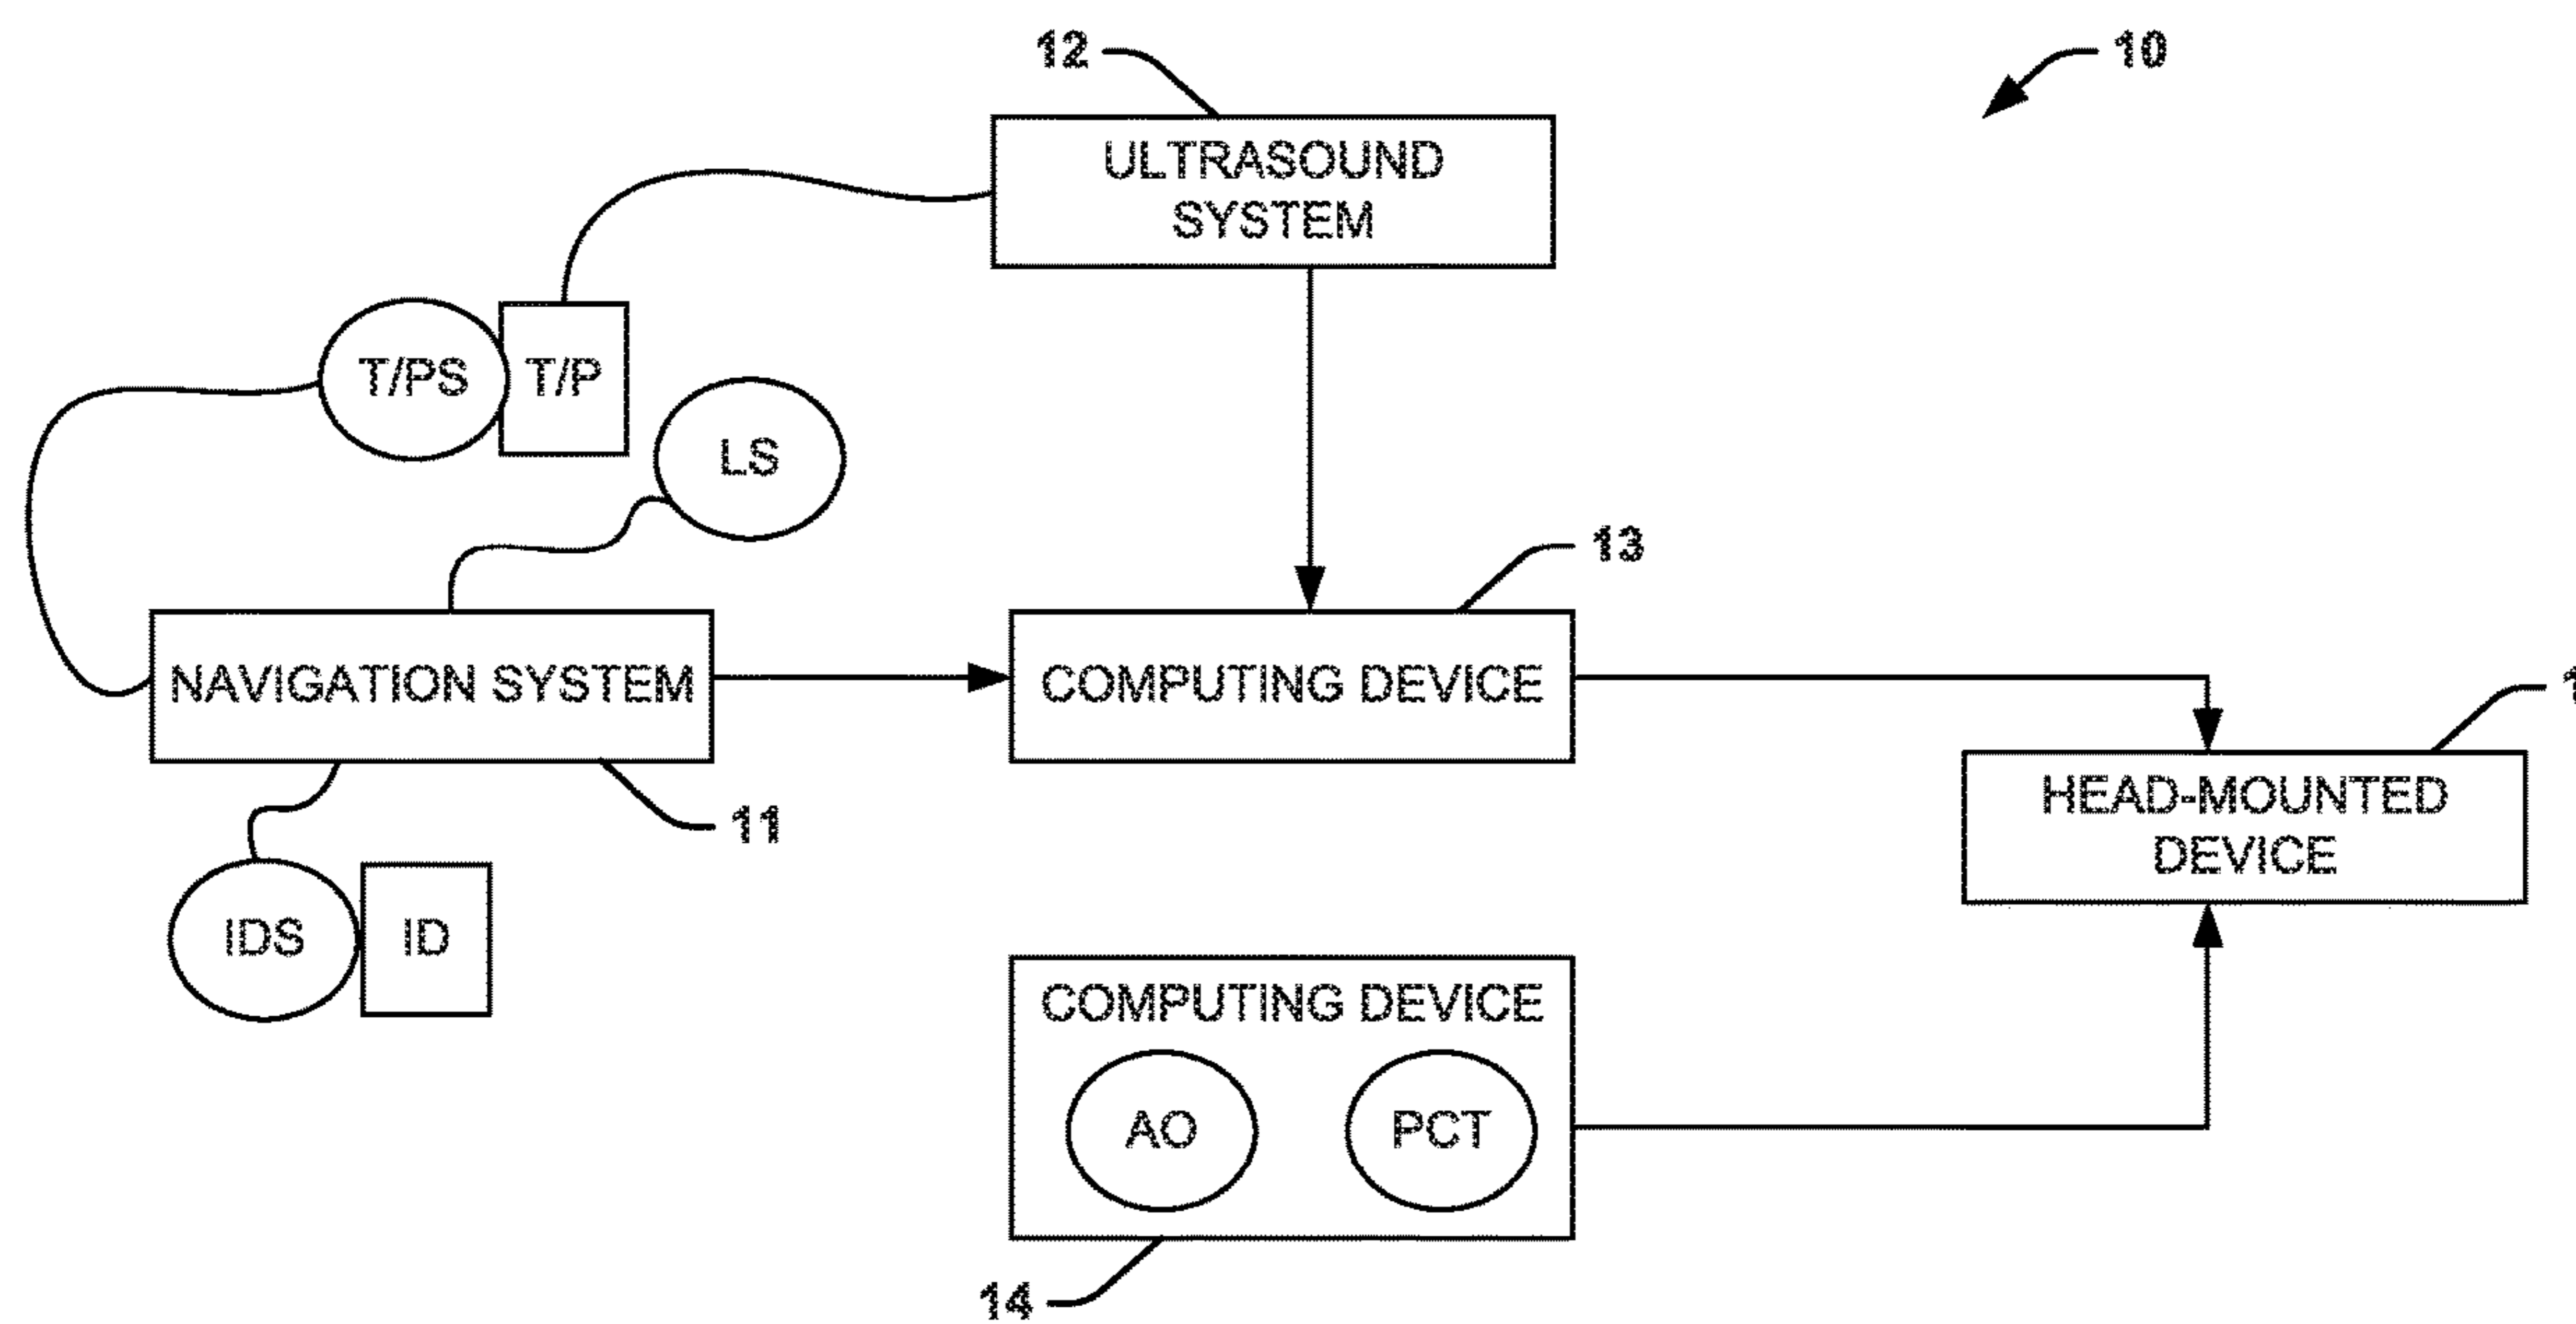 12
10
ULTRASOUND
SYSTEM
T/PS
T/P
LS
13
NAVIGATION SYSTEM
COMPUTING DEVICE
11
HEAD-MOUNTED
DEVICE
IDS
ID
COMPUTING DEVICE
AO
PCT
14